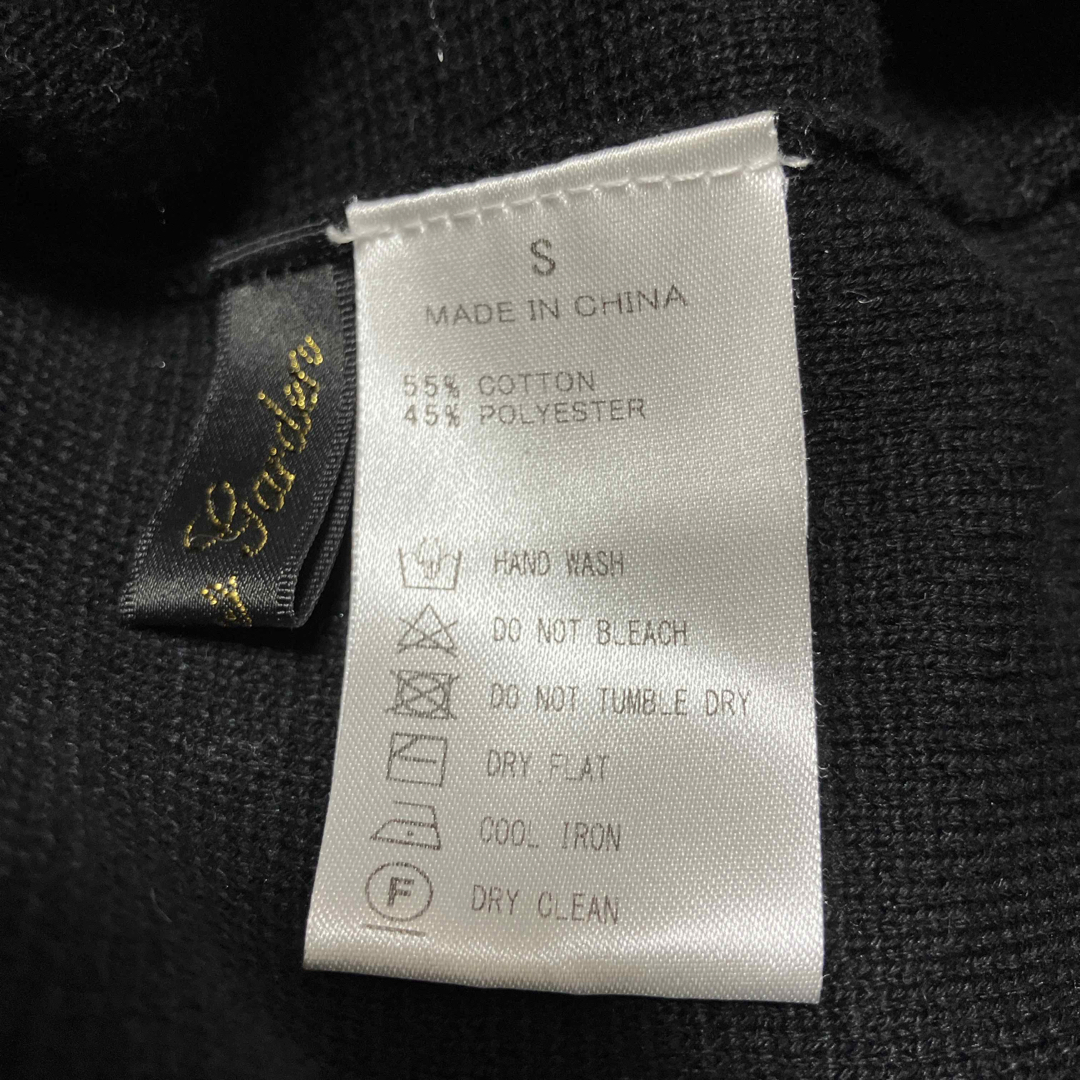 S
MADE IN CHINA
55% COTTON
45% POLYESTER
HAND WASH
DO NOT BLEACH
DO NOT TUMBLE DRY
DRY FLAT
COOL IRON
F
DRY CLEAN
Garden